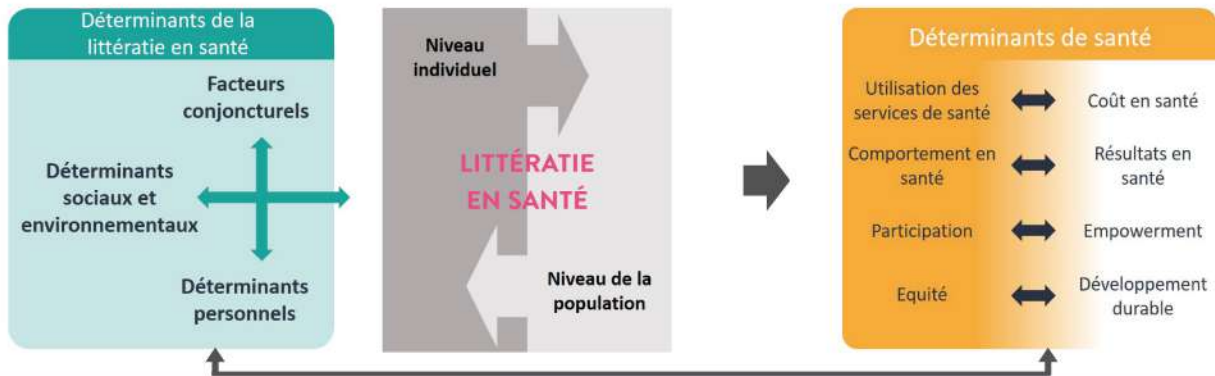 Déterminants de la
littératie en santé
Facteurs
conjoncturels
Déterminants
sociaux et
environnementaux
Déterminants
personnels
Niveau
individuel
LITTÉRATIE
EN SANTÉ
Niveau de la
population
Déterminants de santé
Utilisation des
services de santé
Coût en santé
Comportement en
santé
Résultats en
santé
Participation
Empowerment
Equité
Développement
durable